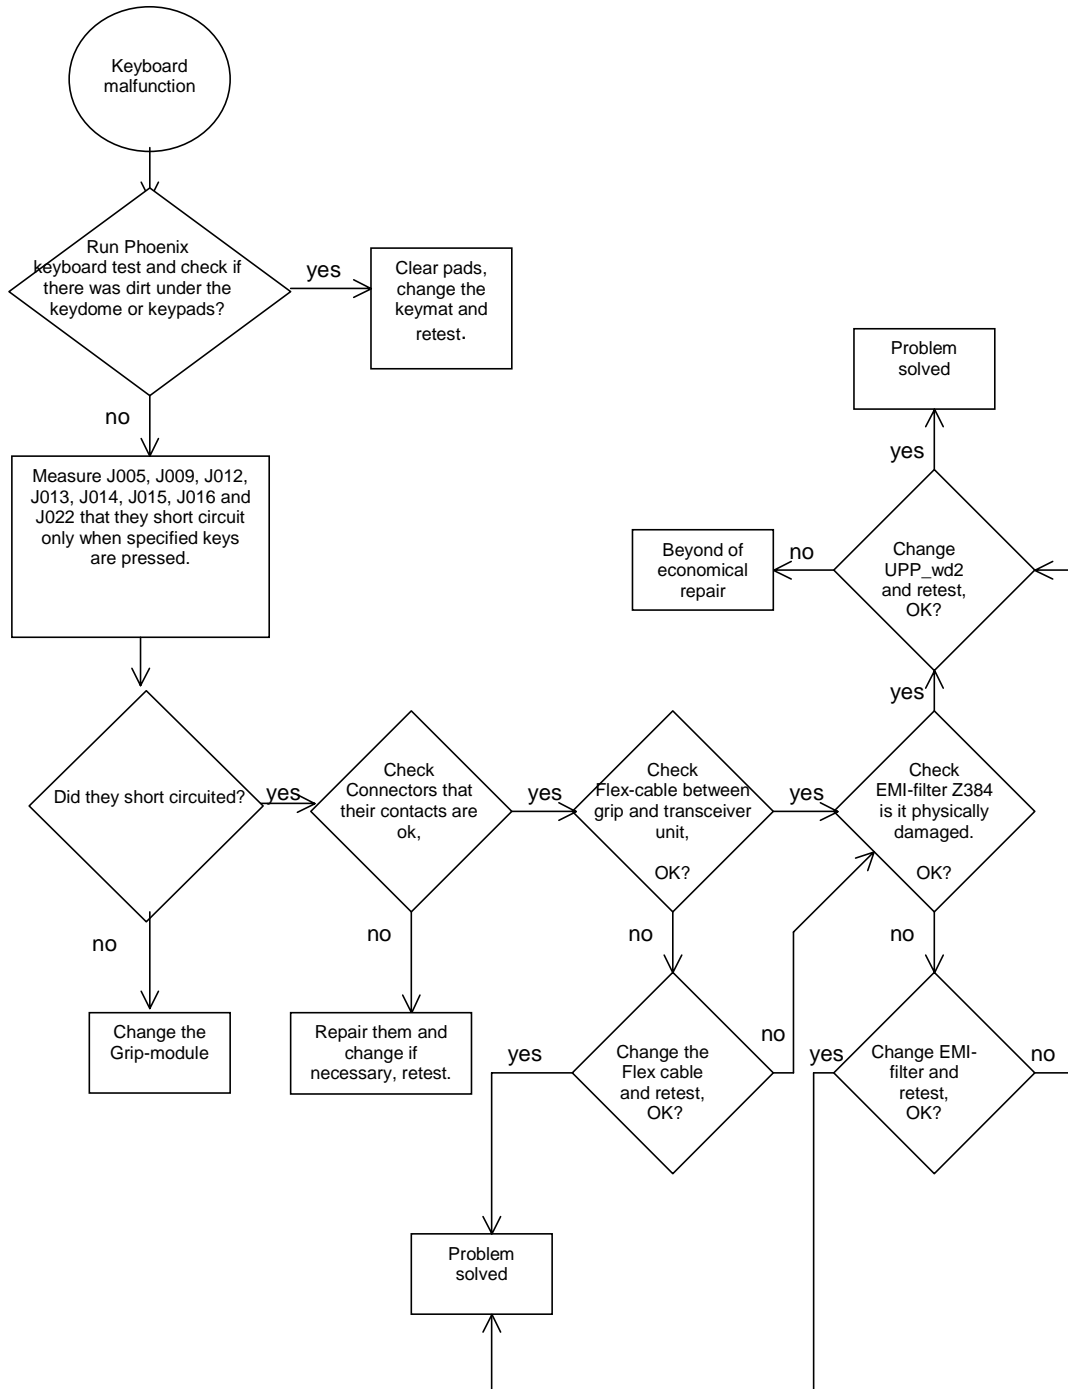 Keyboard
malfunction
Run Phoenix
keyboard test and check if
there was dirt under the
keydome or keypads?
yes
Clear pads,
change the
keymat and
retest.
no
Measure J005, J009, J012,
J013, J014, J015, J016 and
J022 that they short circuit
only when specified keys
are pressed.
Did they short circuited?
yes
no
Change the
Grip-module
Check
Connectors that
their contacts are
ok,
yes
no
Repair them and
change if
necessary, retest.
Check
Flex-cable between
grip and transceiver
unit,
OK?
yes
no
Change the
Flex cable
and retest,
OK?
yes
no
Problem
solved
Check
EMI-filter Z384
is it physically
damaged.
OK?
yes
no
Change EMI-
filter and
retest,
OK?
yes
no
Change
UPP_wd2
and retest,
OK?
no
Beyond of
economical
repair
yes
Problem
solved